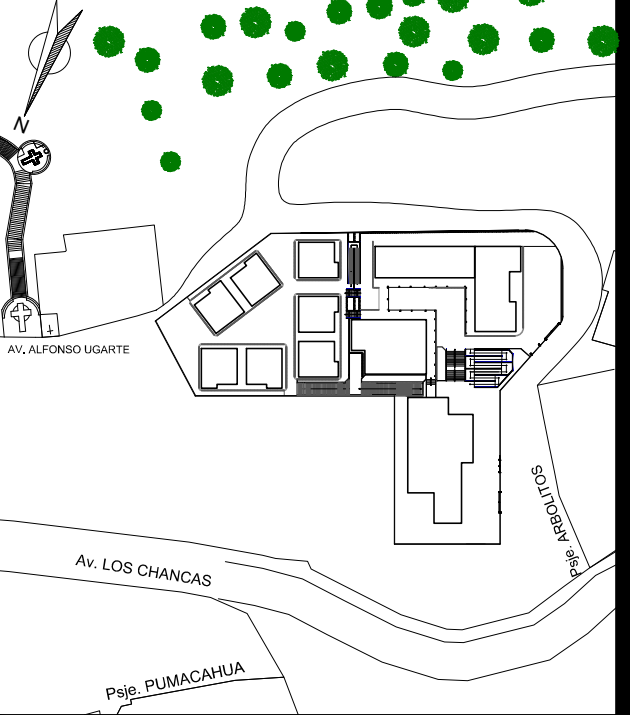 N
AV. ALFONSO UGARTE
Psje. ARBOLITOS
Av. LOS CHANCAS
Psje. PUMACAHUA